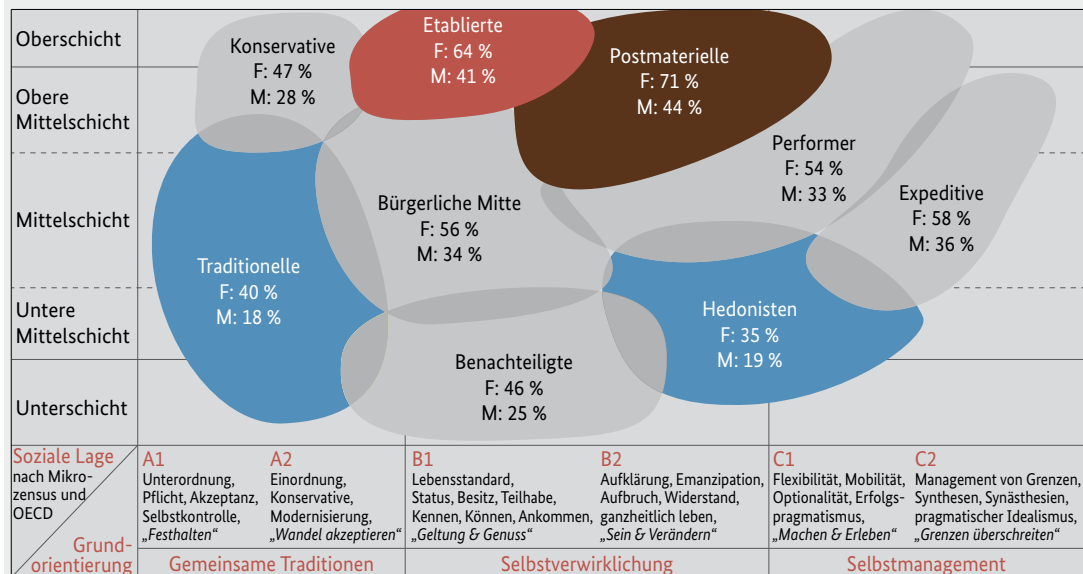 Oberschicht
Obere
Mittelschicht
Mittelschicht
Untere
Mittelschicht
Unterschicht
Konservative
F: 47 %
M: 28 %
Etablierte
F: 64 %
M: 41 %
Postmaterielle
F: 71 %
M: 44 %
Performer
F: 54 %
M: 33 %
Expeditive
F: 58 %
M: 36 %
Bürgerliche Mitte
F: 56 %
M: 34 %
Traditionelle
F: 40 %
M: 18 %
Hedonisten
F: 35 %
M: 19 %
Benachteiligte
F: 46 %
M: 25 %
Soziale Lage
nach Mikro-
zensus und
OECD
Grund-
orientierung
A1
Unterordnung,
Pflicht, Akzeptanz,
Selbstkontrolle,
„Festhalten“
A2
Einordnung,
Konservative,
Modernisierung,
„Wandel akzeptieren“
B1
Lebensstandard,
Status, Besitz, Teilhabe,
Kennen, Können, Ankommen,
„Geltung & Genuss“
B2
Aufklärung, Emanzipation,
Aufbruch, Widerstand,
ganzheitlich leben,
„Sein & Verändern“
C1
Flexibilität, Mobilität,
Optionalität, Erfolgs-
pragmatismus,
„Machen & Erleben“
C2
Management von Grenzen,
Synthesen, Synästhesien,
pragmatischer Idealismus,
„Grenzen überschreiten“
Gemeinsame Traditionen
Selbstverwirklichung
Selbstmanagement